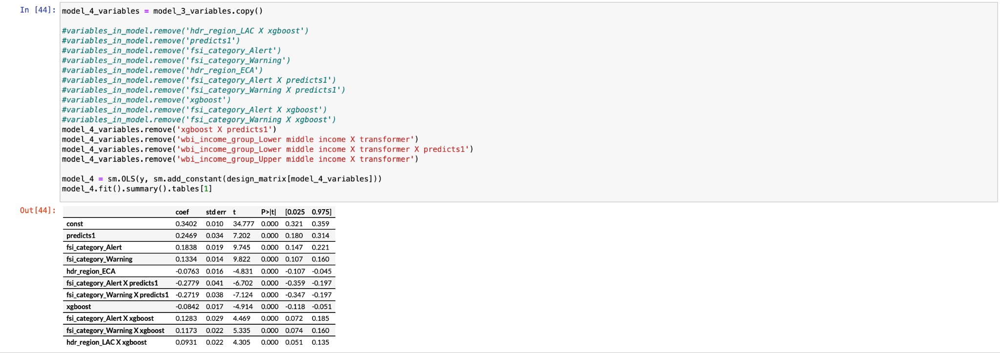 In [44]: model_4_variables = model_3_variables.copy()
#variables_in_model.remove('hdr_region_LAC X xgboost')
#variables_in_model.remove('predicts1')
#variables_in_model.remove('fsi_category_Alert')
#variables_in_model.remove('fsi_category_Warning')
#variables_in_model.remove('hdr_region_ECA')
#variables_in_model.remove('fsi_category_Alert X predicts1')
#variables_in_model.remove('fsi_category_Warning X predicts1')
#variables_in_model.remove('xgboost')
#variables_in_model.remove('fsi_category_Alert X xgboost')
#variables_in_model.remove('fsi_category_Warning X xgboost')
model_4_variables.remove('xgboost X predicts1')
model_4_variables.remove('wbi_income_group_Lower middle income X transformer')
model_4_variables.remove('wbi_income_group_Lower middle income X transformer X predicts1')
model_4_variables.remove('wbi_income_group_Upper middle income X transformer')
model_4 = sm.OLS(y, sm.add_constant(design_matrix[model_4_variables]))
model_4.fit().summary().tables[1]
Out[44]:
coef std err t P>|t| [0.025 0.975]
const 0.3402 0.010 34.777 0.000 0.321 0.359
predicts1 0.2469 0.034 7.202 0.000 0.180 0.314
fsi_category_Alert 0.1838 0.019 9.745 0.000 0.147 0.221
fsi_category_Warning 0.1334 0.014 9.822 0.000 0.107 0.160
hdr_region_ECA -0.0763 0.016 -4.831 0.000 -0.107 -0.045
fsi_category_Alert X predicts1 -0.2779 0.041 -6.702 0.000 -0.359 -0.197
fsi_category_Warning X predicts1 -0.2719 0.038 -7.124 0.000 -0.347 -0.197
xgboost -0.0842 0.017 -4.914 0.000 -0.118 -0.051
fsi_category_Alert X xgboost 0.1283 0.029 4.469 0.000 0.072 0.185
fsi_category_Warning X xgboost 0.1173 0.022 5.335 0.000 0.074 0.160
hdr_region_LAC X xgboost 0.0931 0.022 4.305 0.000 0.051 0.135